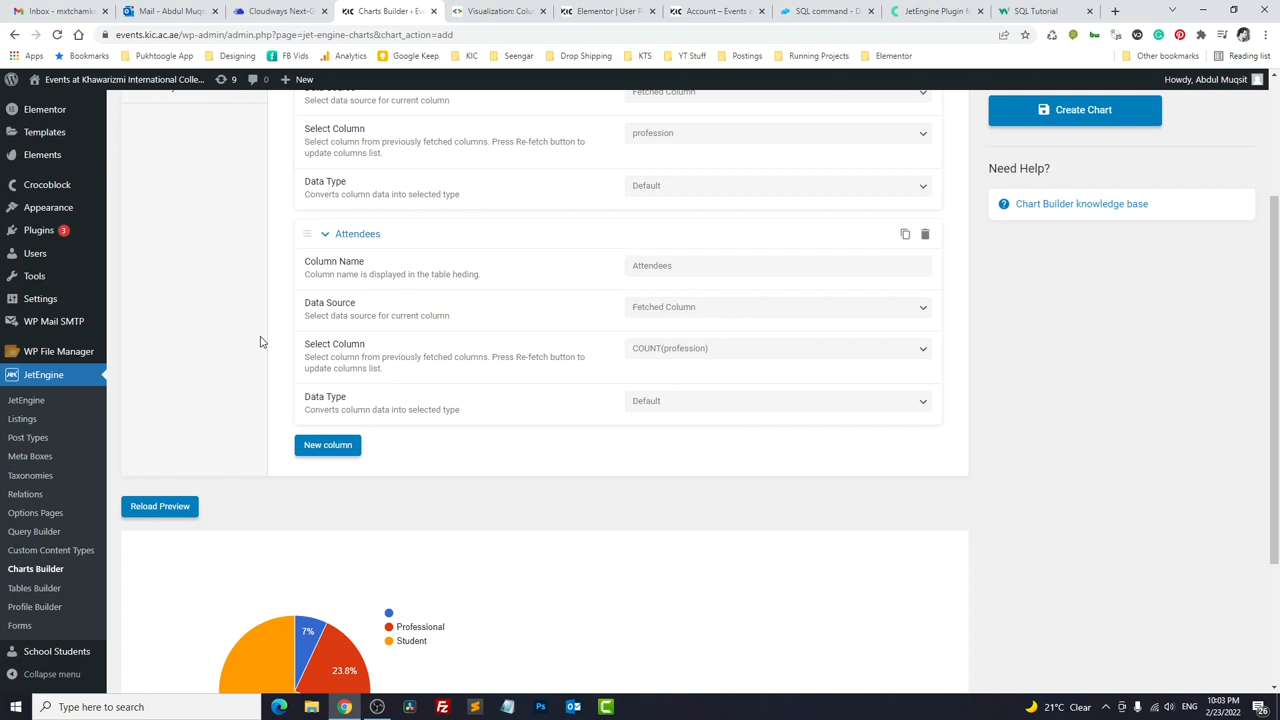 Inbox (1) - mxtchamb
Mail - Abdul Muqsit - O
(3) WhatsApp
Charts Builder ‹ Eve
(3) - Validations › Colum
Elementor | User R
Account – Events a
SQL command - D
JetEngine Plugin f
SQL Tutorial
events.kic.ac.ae/wp-admin/admin.php?page=jet-engine-charts&chart_action=add
Apps
Bookmarks
Pukhtoogle App
Designing
FB Vids
Analytics
Google Keep
KIC
Seengar
Drop Shipping
KTS
YT Stuff
Postings
Running Projects
Elementor
Other bookmarks
Reading list
Events at Khawarizmi International Colle...
9
0
New
Howdy, Abdul Muqsit
Elementor
Templates
Elements
Crocoblock
Appearance
Plugins 3
Users
Tools
Settings
WP Mail SMTP
WP File Manager
JetEngine
JetEngine
Listings
Post Types
Meta Boxes
Taxonomies
Relations
Options Pages
Query Builder
Custom Content Types
Charts Builder
Tables Builder
Profile Builder
Forms
School Students
Collapse menu
Data Source
Fetched Column
Select data source for current column
Select Column
profession
Select column from previously fetched columns. Press Re-fetch button to
update columns list.
Data Type
Default
Converts column data into selected type
Attendees
Column Name
Attendees
Column name is displayed in the table heding.
Data Source
Fetched Column
Select data source for current column
Select Column
COUNT(profession)
Select column from previously fetched columns. Press Re-fetch button to
update columns list.
Data Type
Default
Converts column data into selected type
New column
Reload Preview
7%
23.8%
Professional
Student
Create Chart
Need Help?
Chart Builder knowledge base
Type here to search
21°C Clear
10:03 PM
2/23/2022
26